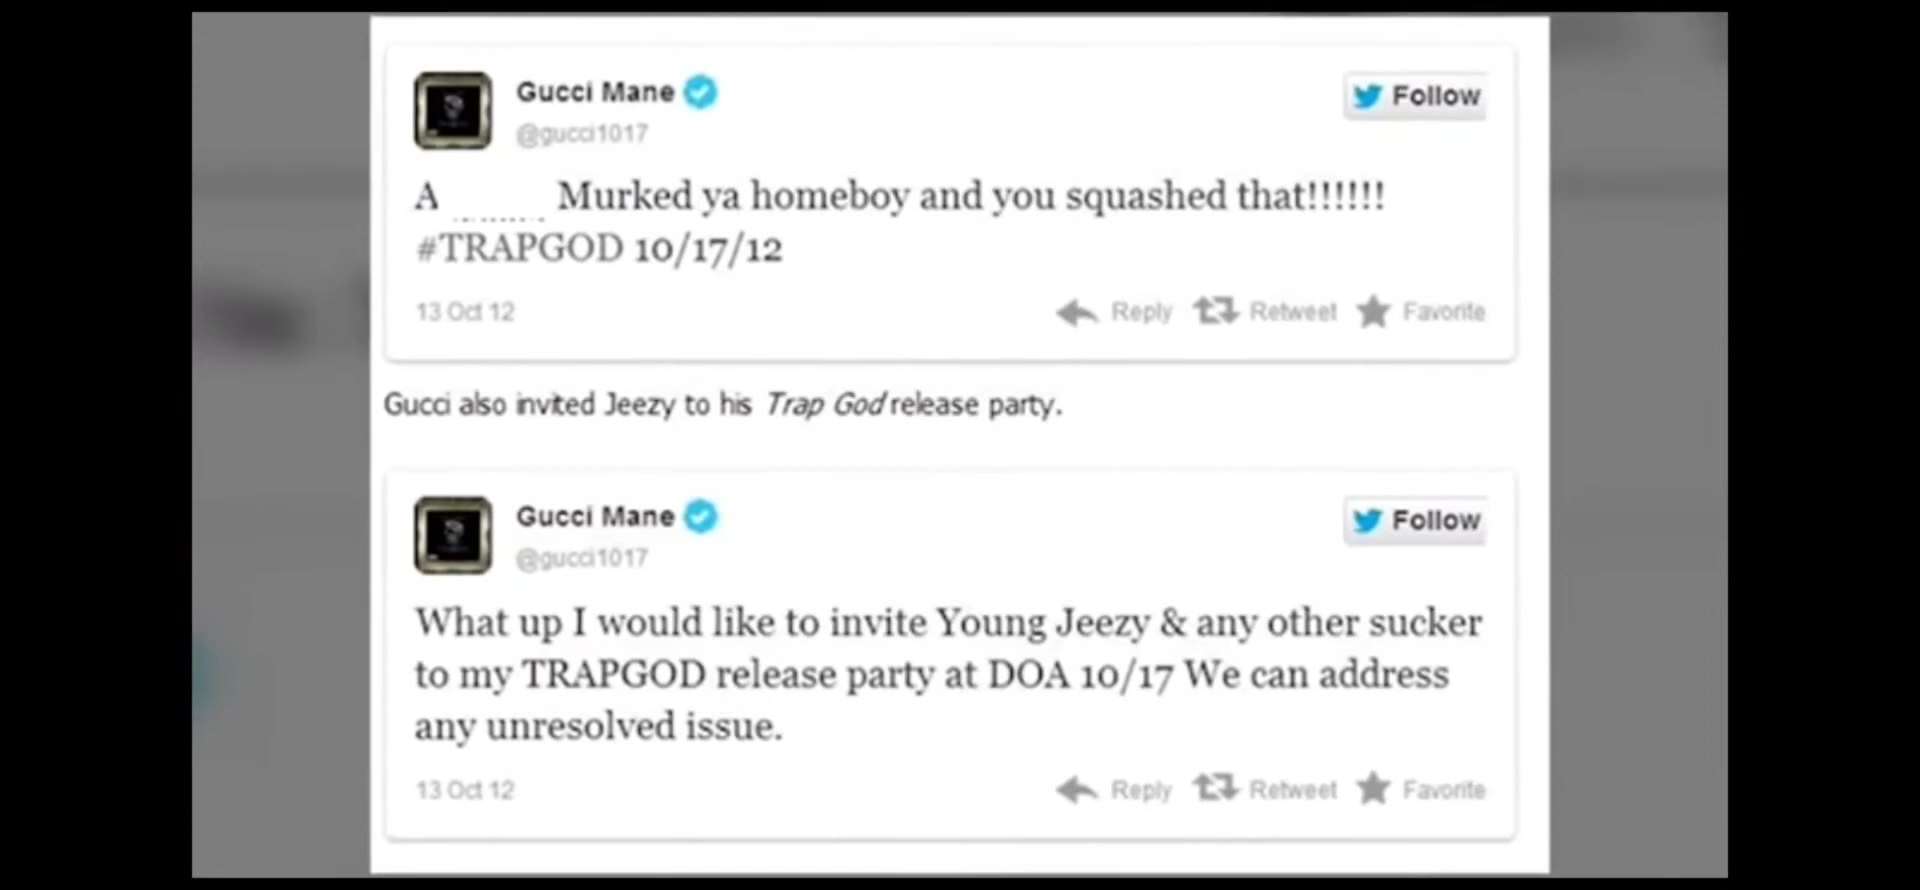 Gucci Mane
@gucci1017
Follow
A Murked ya homeboy and you squashed that!!!!!!
#TRAPGOD 10/17/12
13 Oct 12
Reply Retweet Favorite
Gucci also invited Jeezy to his Trap God release party.
Gucci Mane
@gucci1017
Follow
What up I would like to invite Young Jeezy & any other sucker
to my TRAPGOD release party at DOA 10/17 We can address
any unresolved issue.
13 Oct 12
Reply Retweet Favorite